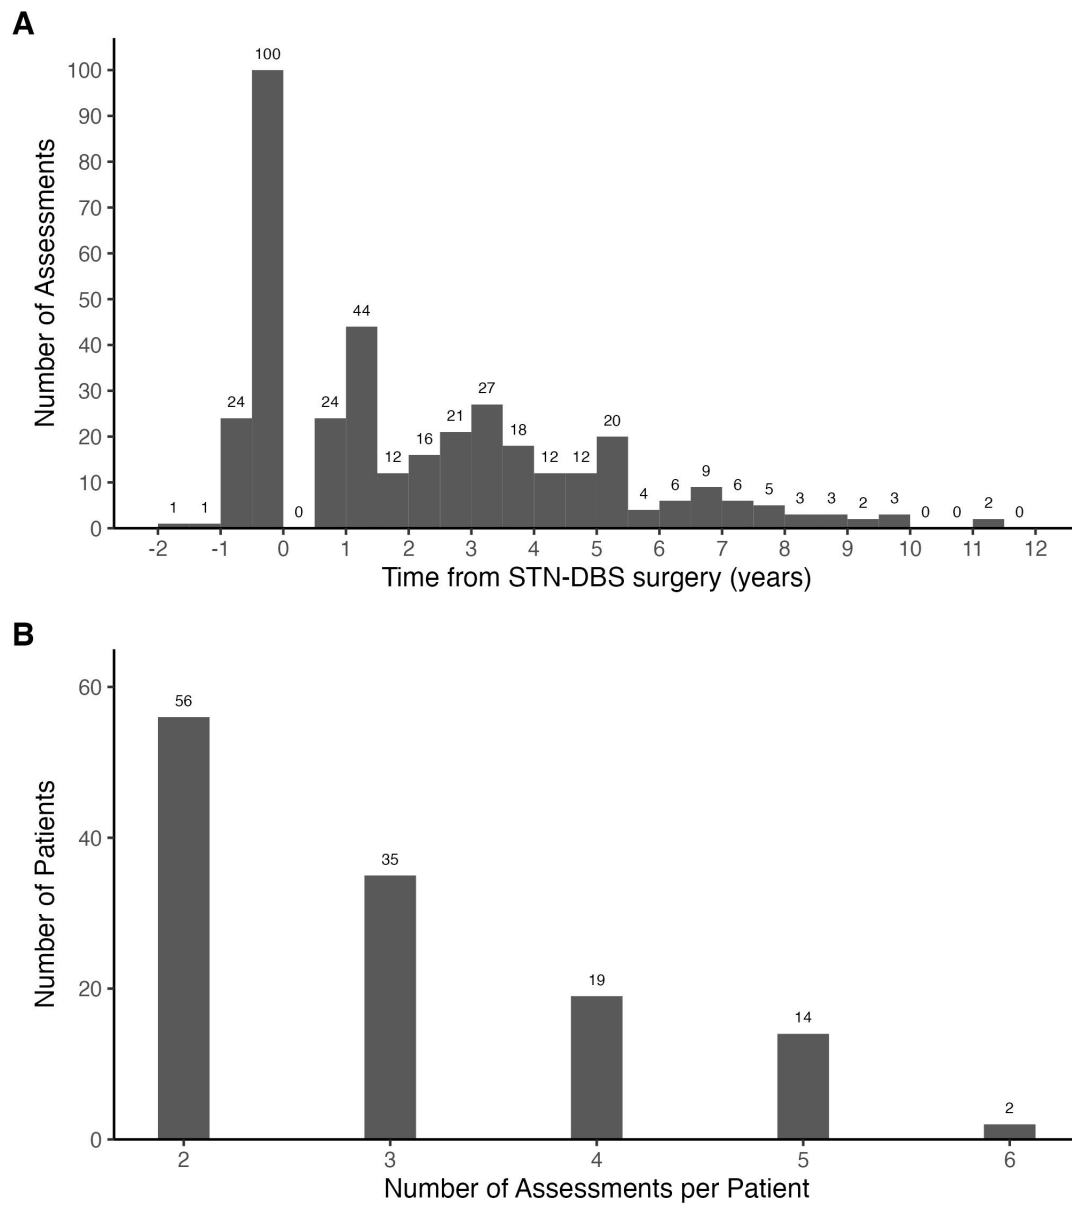 A
Number of Assessments
100
90
80
70
60
50
40
30
20
10
0
1 1 24 100 0 24 44 12 16 21 27 18 12 12 20 4 6 9 6 5 3 3 2 3 0 0 2 0
-2 -1 0 1 2 3 4 5 6 7 8 9 10 11 12
Time from STN-DBS surgery (years)
B
Number of Patients
60
40
20
0
56 35 19 14 2
2 3 4 5 6
Number of Assessments per Patient